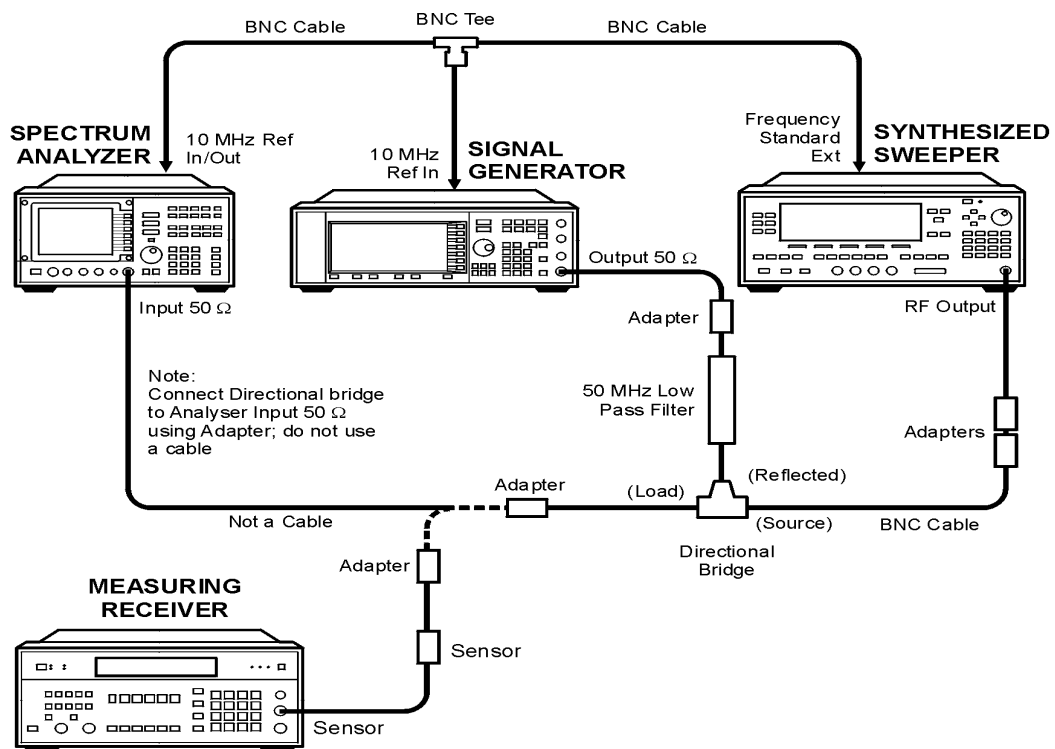 BNC Tee
BNC Cable
BNC Cable
SPECTRUM
ANALYZER
10 MHz Ref
In/Out
10 MHz
Ref In
SIGNAL
GENERATOR
Frequency
Standard
Ext
SYNTHESIZED
SWEEPER
Input 50 Ω
Output 50 Ω
RF Output
Adapter
Note:
Connect Directional bridge
to Analyser Input 50 Ω
using Adapter; do not use
a cable
50 MHz Low
Pass Filter
Adapters
Adapter
(Load)
(Reflected)
(Source)
Not a Cable
BNC Cable
Directional
Bridge
Adapter
MEASURING
RECEIVER
Sensor
Sensor